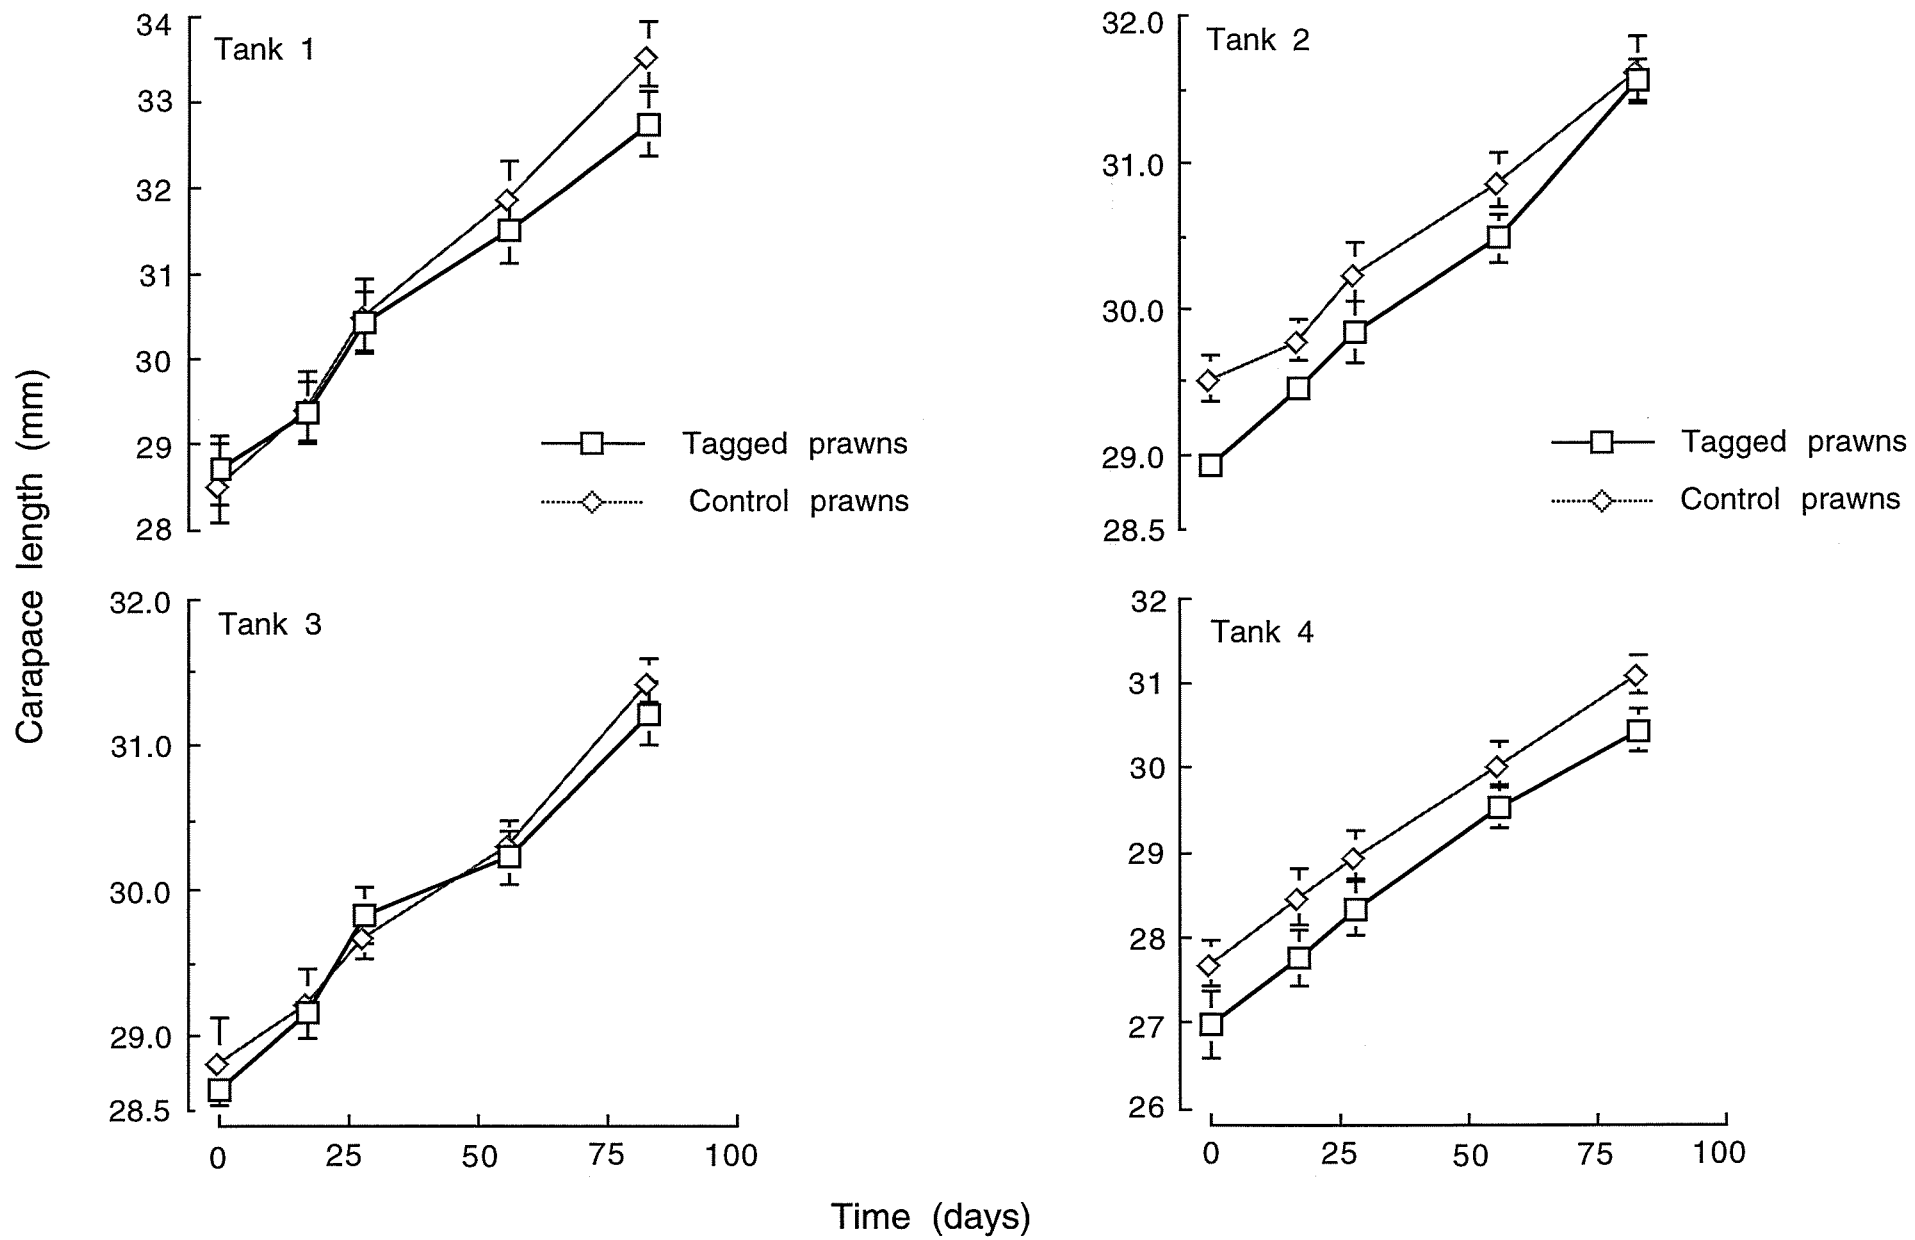 Tank 1
34
33
32
31
30
29
28
Tagged prawns
Control prawns
Tank 2
32.0
31.0
30.0
29.0
28.5
Tagged prawns
Control prawns
Carapace length (mm)
Tank 3
32.0
31.0
30.0
29.0
28.5
0 25 50 75 100
Tank 4
32
31
30
29
28
27
26
0 25 50 75 100
Time (days)